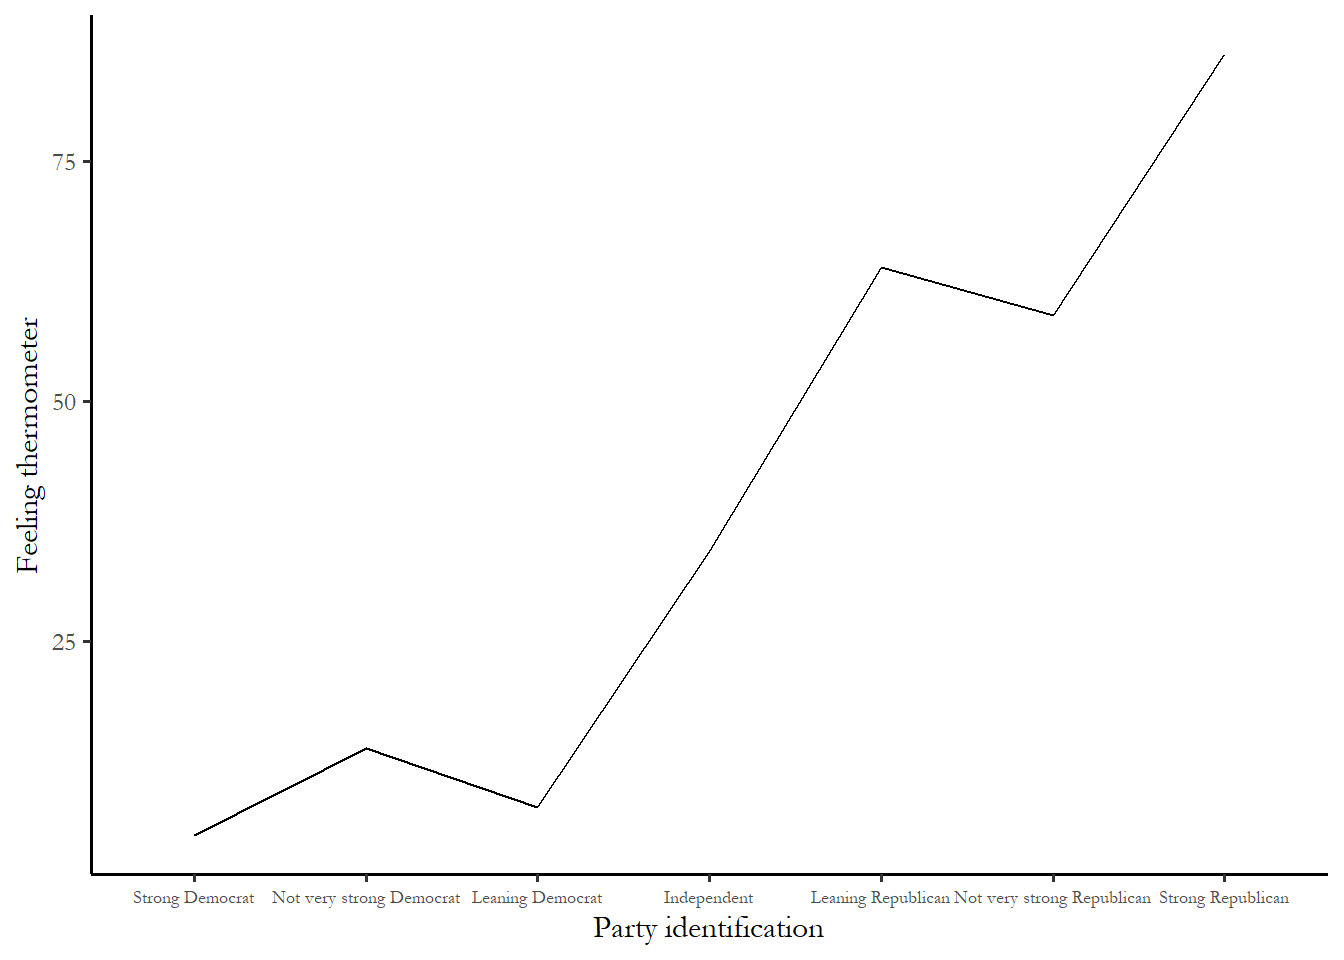 75
50
25
Feeling thermometer
Strong Democrat Not very strong Democrat Leaning Democrat Independent Leaning Republican Not very strong Republican Strong Republican
Party identification